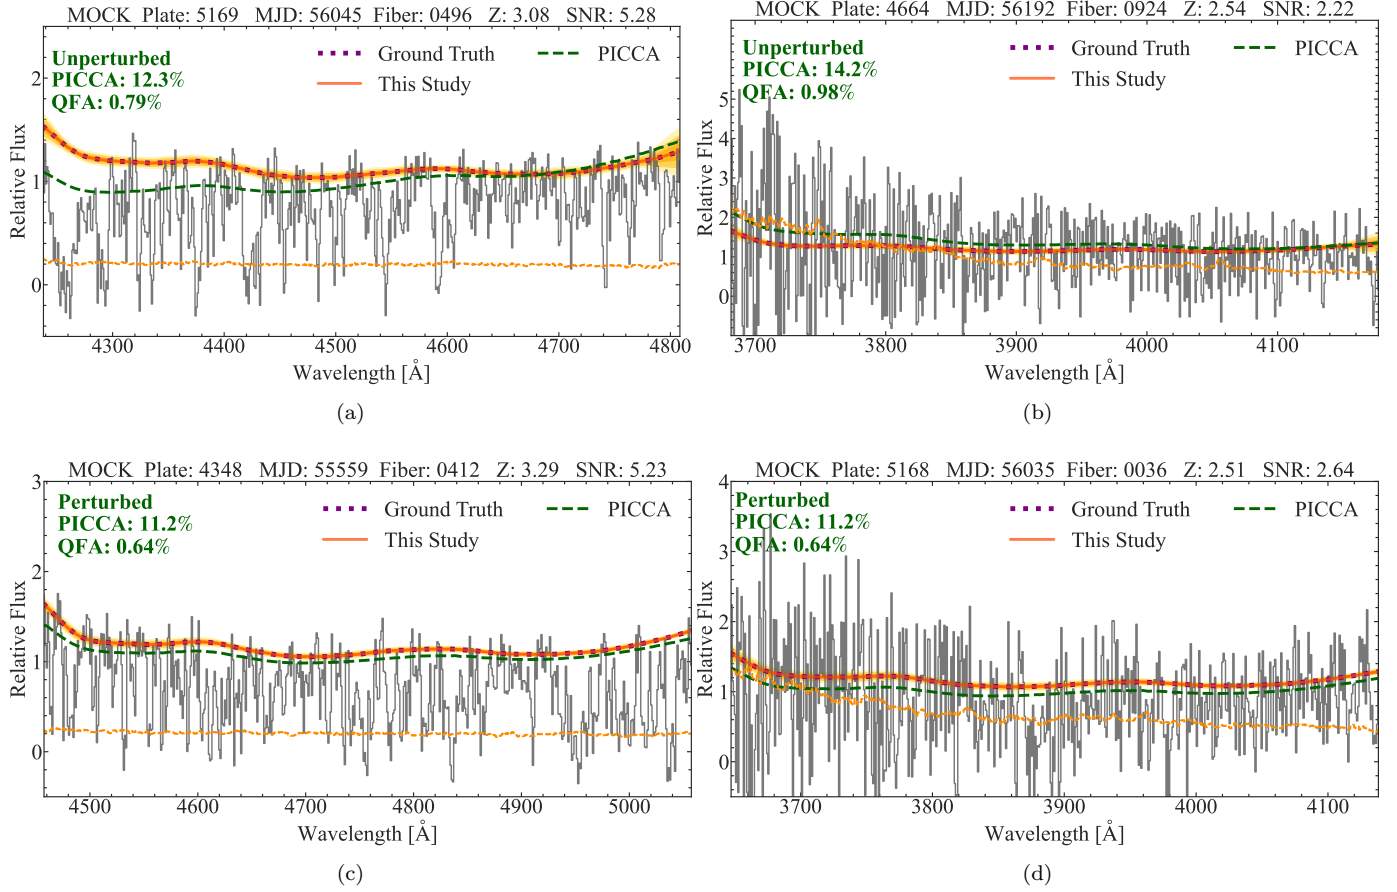 MOCK Plate: 5169 MJD: 56045 Fiber: 0496 Z: 3.08 SNR: 5.28
Unperturbed
PICCA: 12.3%
QFA: 0.79%
Ground Truth
PICCA
This Study
2
1
0
Relative Flux
4300 4400 4500 4600 4700 4800
Wavelength [Å]
(a)
MOCK Plate: 4664 MJD: 56192 Fiber: 0924 Z: 2.54 SNR: 2.22
Unperturbed
PICCA: 14.2%
QFA: 0.98%
Ground Truth
PICCA
This Study
5
4
3
2
1
0
Relative Flux
3700 3800 3900 4000 4100
Wavelength [Å]
(b)
MOCK Plate: 4348 MJD: 55559 Fiber: 0412 Z: 3.29 SNR: 5.23
Perturbed
PICCA: 11.2%
QFA: 0.64%
Ground Truth
PICCA
This Study
3
2
1
0
Relative Flux
4500 4600 4700 4800 4900 5000
Wavelength [Å]
(c)
MOCK Plate: 5168 MJD: 56035 Fiber: 0036 Z: 2.51 SNR: 2.64
Perturbed
PICCA: 11.2%
QFA: 0.64%
Ground Truth
PICCA
This Study
4
3
2
1
0
Relative Flux
3700 3800 3900 4000 4100
Wavelength [Å]
(d)